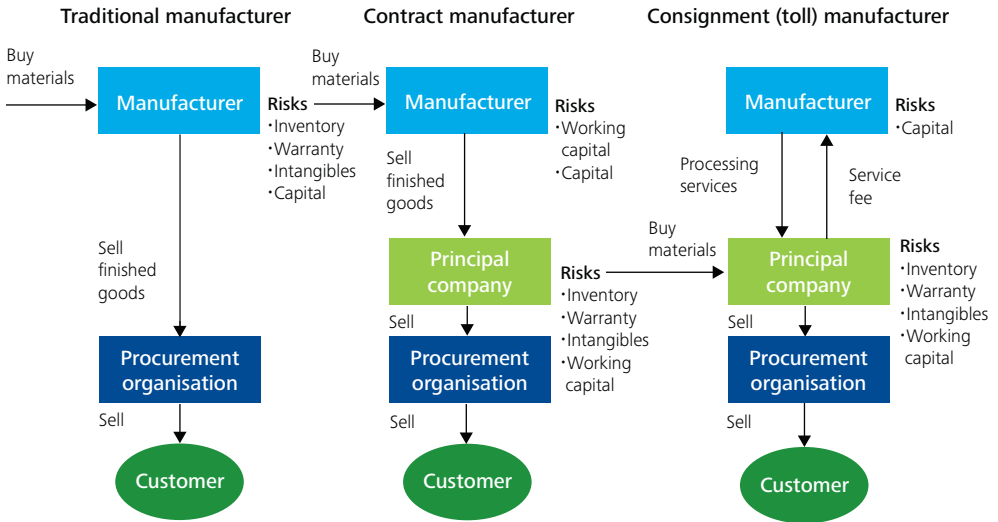 Traditional manufacturer
Buy
materials
Manufacturer
Risks
·Inventory
·Warranty
·Intangibles
·Capital
Sell
finished
goods
Procurement
organisation
Sell
Customer
Contract manufacturer
Buy
materials
Manufacturer
Risks
·Working
capital
·Capital
Sell
finished
goods
Principal
company
Risks
·Inventory
·Warranty
·Intangibles
·Working
capital
Sell
Procurement
organisation
Sell
Customer
Consignment (toll) manufacturer
Manufacturer
Risks
·Capital
Processing
services
Service
fee
Buy
materials
Principal
company
Risks
·Inventory
·Warranty
·Intangibles
·Working
capital
Sell
Procurement
organisation
Sell
Customer